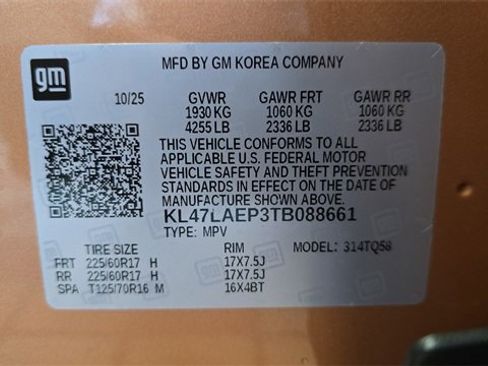 gm
MFD BY GM KOREA COMPANY
10/25 GVWR GAWR FRT GAWR RR
1930 KG 1060 KG 1060 KG
4255 LB 2336 LB 2336 LB
THIS VEHICLE CONFORMS TO ALL
APPLICABLE U.S. FEDERAL MOTOR
VEHICLE SAFETY AND THEFT PREVENTION
STANDARDS IN EFFECT ON THE DATE OF
MANUFACTURE SHOWN ABOVE.
KL47LAEP3TB088661
TYPE: MPV
TIRE SIZE RIM MODEL: 314TQ58
FRT 225/60R17 H 17X7.5J
RR 225/60R17 H 17X7.5J
SPA T125/70R16 M 16X4BT